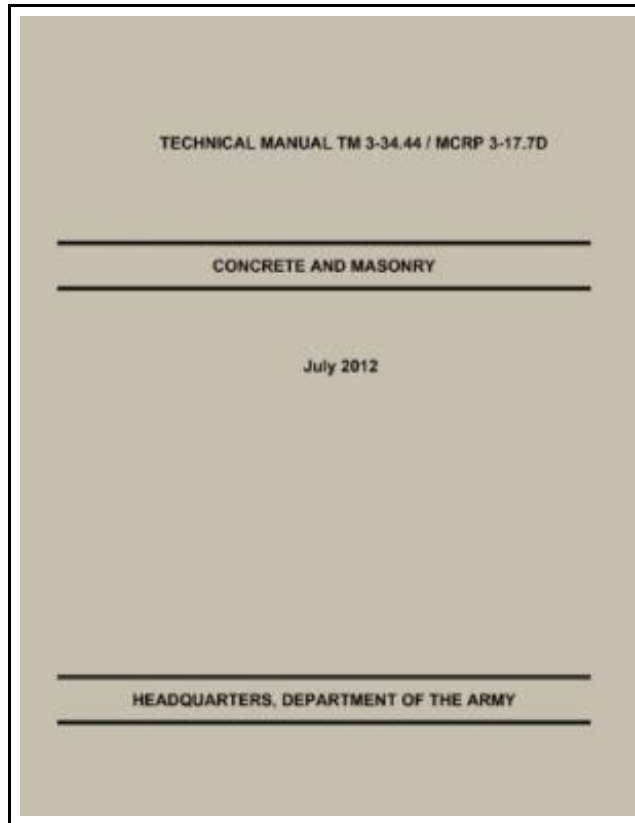 TECHNICAL MANUAL TM 3-34.44 / MCRP 3-17.7D
CONCRETE AND MASONRY
July 2012
HEADQUARTERS, DEPARTMENT OF THE ARMY